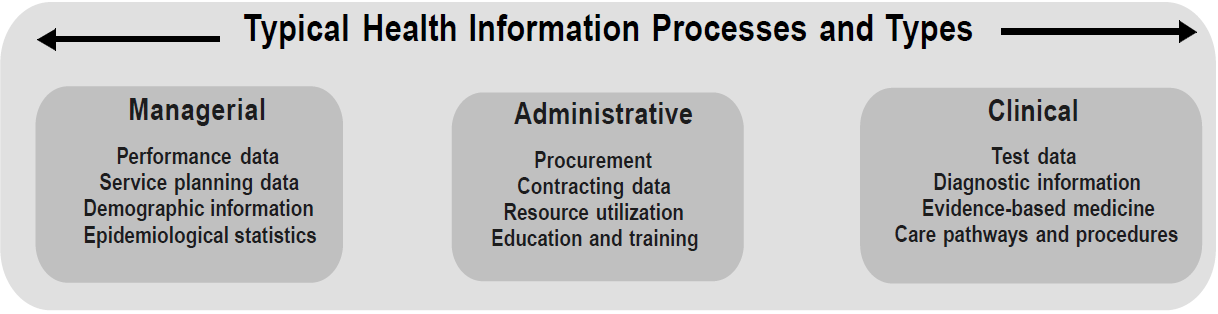 Typical Health Information Processes and Types
Managerial
Performance data
Service planning data
Demographic information
Epidemiological statistics
Administrative
Procurement
Contracting data
Resource utilization
Education and training
Clinical
Test data
Diagnostic information
Evidence-based medicine
Care pathways and procedures